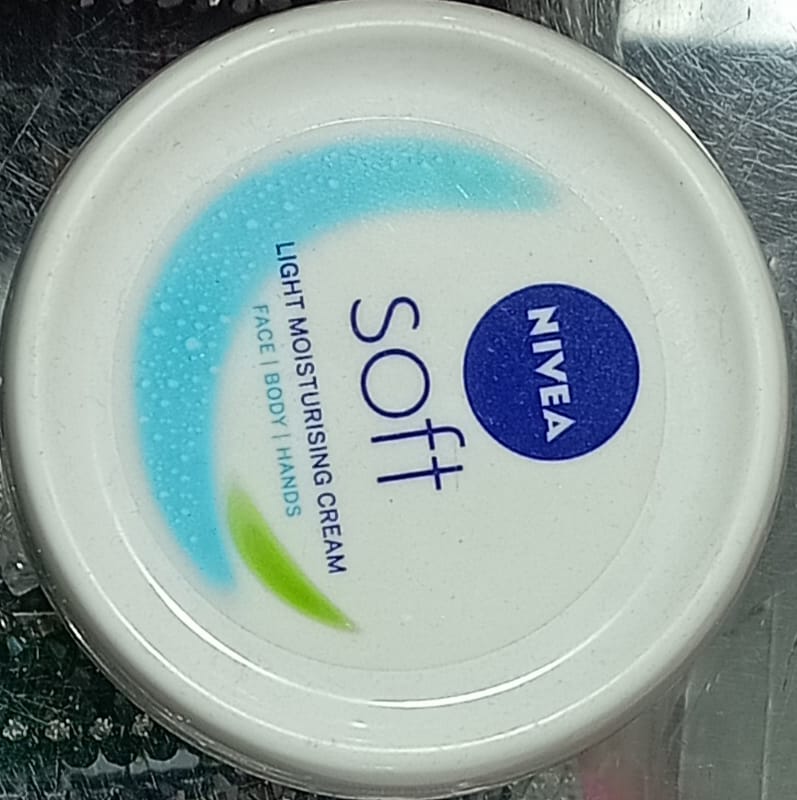 NIVEA
soft
LIGHT MOISTURISING CREAM
FACE | BODY | HANDS